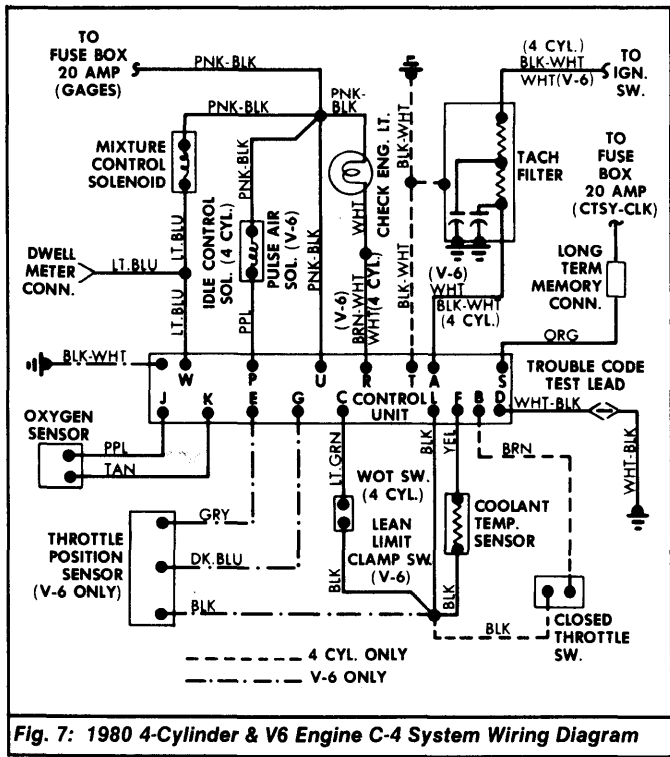 TO
FUSE BOX
20 AMP
(GAGES)
PNK-BLK
(4 CYL.)
BLK-WHT
WHT(V-6)
TO
IGN.
SW.
PNK-BLK
PNK-
BLK
MIXTURE
CONTROL
SOLENOID
PNK-BLK
CHECK ENG. LT.
BLK-WHT
TACH
FILTER
TO
FUSE
BOX
20 AMP
(CTSY-CLK)
DWELL
METER
CONN.
LT.BLU
LT.BLU
LT.BLU
IDLE CONTROL
SOL. (4 CYL.)
PULSE AIR
SOL. (V-6)
PPL
PNK-BLK
WHT
(V-6)
BRN-WHT
WHT(4 CYL.)
BLK-WHT
(V-6)
WHT
BLK-WHT
(4 CYL.)
LONG
TERM
MEMORY
CONN.
ORG
BLK-WHT
W
P
U
R
T
A
S
J
K
E
G
C
CONTROL
UNIT
L
F
B
D
TROUBLE CODE
TEST LEAD
WHT-BLK
WHT-BLK
OXYGEN
SENSOR
PPL
TAN
LT.GRN
WOT SW.
(4 CYL.)
LEAN
LIMIT
CLAMP SW.
(V-6)
BLK
YEL
BRN
COOLANT
TEMP.
SENSOR
THROTTLE
POSITION
SENSOR
(V-6 ONLY)
GRY
DK.BLU
BLK
BLK
BLK
BLK
CLOSED
THROTTLE
SW.
4 CYL. ONLY
V-6 ONLY
Fig. 7: 1980 4-Cylinder & V6 Engine C-4 System Wiring Diagram